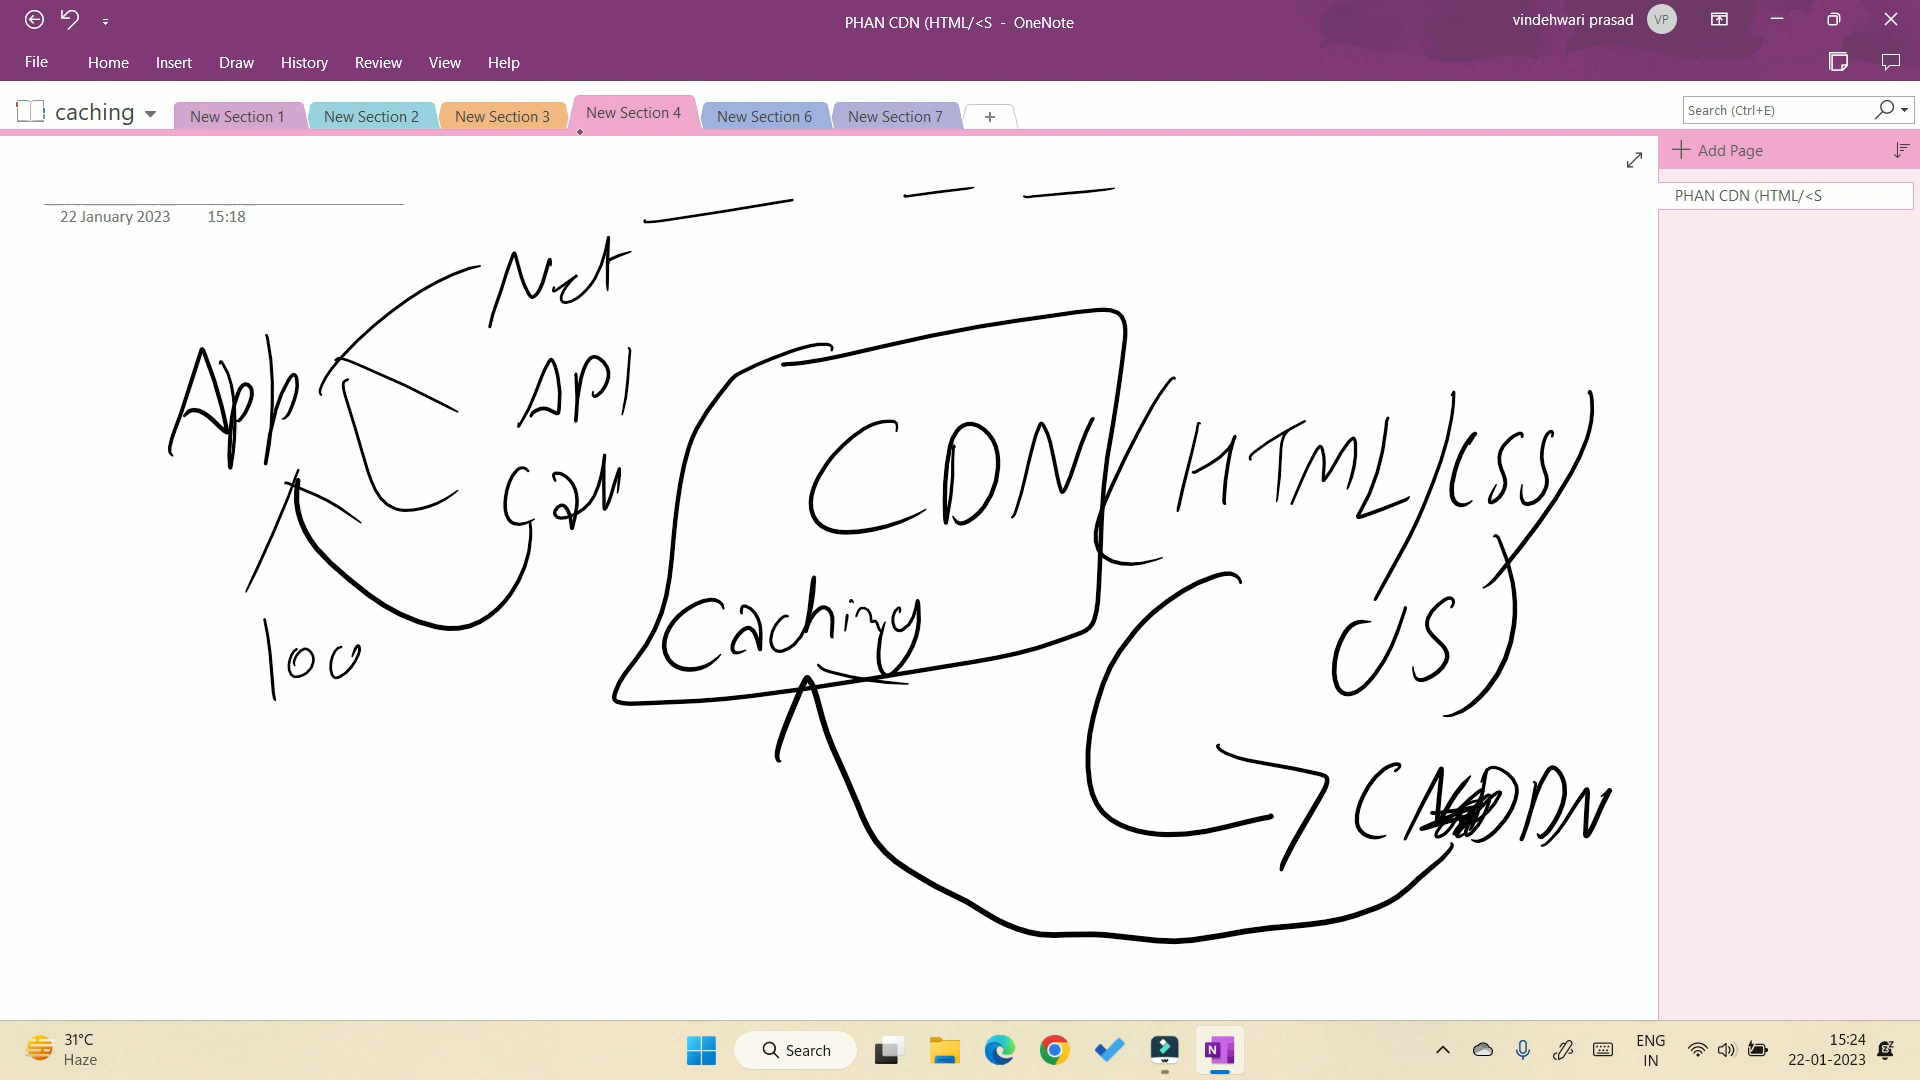 PHAN CDN (HTML/<S - OneNote
vindehwari prasad VP
File Home Insert Draw History Review View Help
caching New Section 1 New Section 2 New Section 3 New Section 4 New Section 6 New Section 7 +
Search (Ctrl+E)
Add Page
PHAN CDN (HTML/<S
22 January 2023 15:18
Net
App
API
Call
100
CDN (HTML/CSS)
Caching
JS)
CDN
31°C
Haze
Search
ENG
IN
15:24
22-01-2023